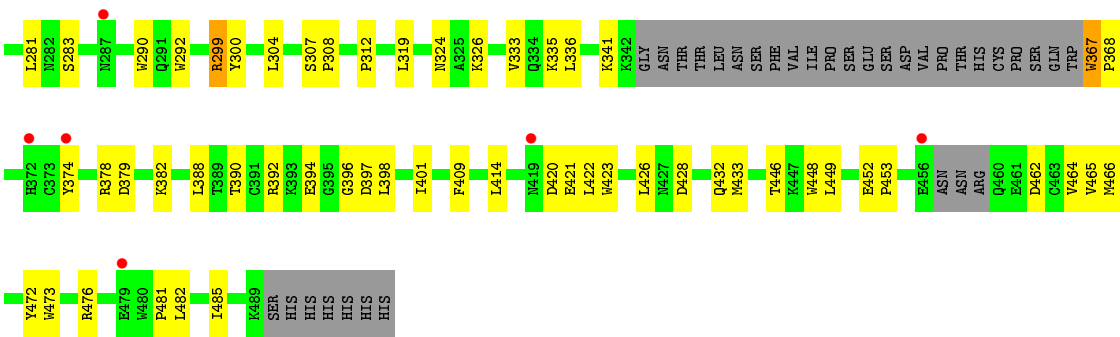 L281 N282 S283 N287 W290 Q291 W292 R299 Y300 L304 S307 P308 P312 L319 N324 A325 K326 V333 Q334 K335 L336 K341 K342 GLY ASN THR THR LEU ASN SER PHE VAL ILE PRO SER GLU SER ASP VAL PRO THR HIS CYS PRO SER GLN TRP W367 P368
H372 C373 Y374 R378 D379 K382 L388 T389 T390 C391 R392 K393 E394 G395 G396 D397 L398 I401 F409 L414 N419 D420 E421 L422 W423 L426 N427 D428 Q432 M433 T446 K447 W448 L449 E452 P453 E456 ASN ASN ARG Q460 E461 D462 C463 V464 Y465 M466
Y472 W473 R476 E479 W480 P481 L482 I485 K489 SER HIS HIS HIS HIS HIS HIS